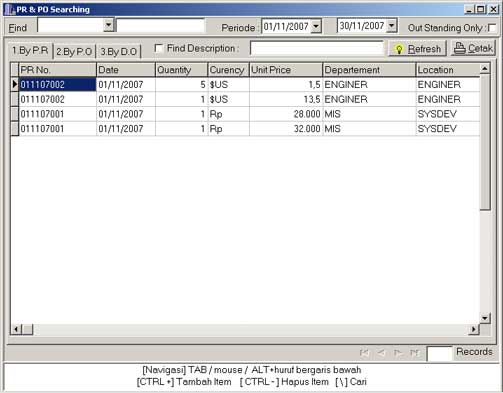 PR & PO Searching
Find Periode : 01/11/2007 30/11/2007 Out Standing Only :
1.By P.R 2.By P.O 3.By D.O Find Description : Refresh Cetak
PR No. Date Quantity Curency Unit Price Departement Location
011107002 01/11/2007 5 $US 1,5 ENGINER ENGINER
011107002 01/11/2007 1 $US 13,5 ENGINER ENGINER
011107001 01/11/2007 1 Rp 28.000 MIS SYSDEV
011107001 01/11/2007 1 Rp 32.000 MIS SYSDEV
Records
[Navigasi] TAB / mouse / ALT+huruf bergaris bawah
[CTRL +] Tambah Item [ CTRL - ] Hapus Item [ \ ] Cari